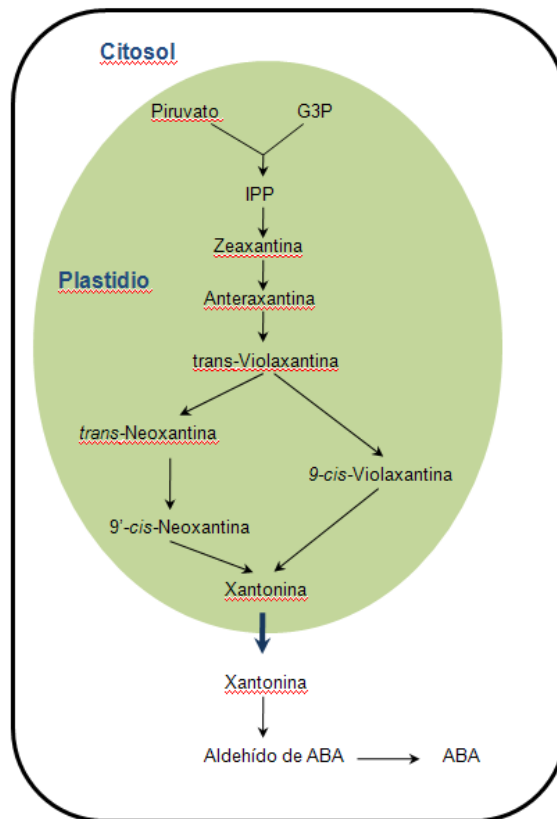 Citosol
Piruvato G3P
IPP
Zeaxantina
Plastidio
Anteraxantina
trans-Violaxantina
trans-Neoxantina
9-cis-Violaxantina
9’-cis-Neoxantina
Xantonina
Xantonina
Aldehído de ABA ABA